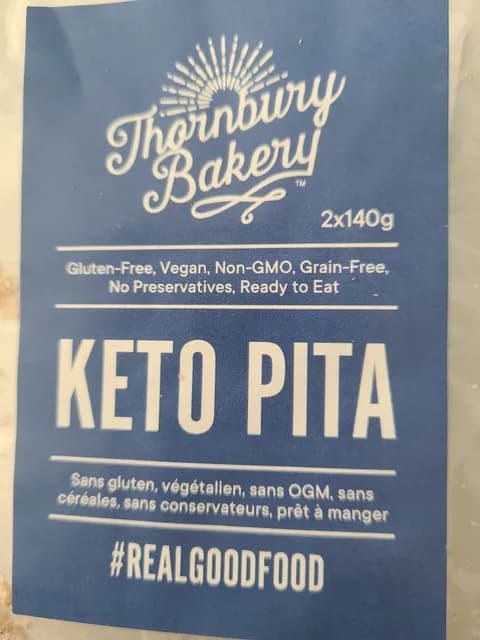 Thornbury
Bakery
TM
2x140g
Gluten-Free, Vegan, Non-GMO, Grain-Free,
No Preservatives, Ready to Eat
KETO PITA
Sans gluten, végétalien, sans OGM, sans
céréales, sans conservateurs, prêt à manger
#REALGOODFOOD